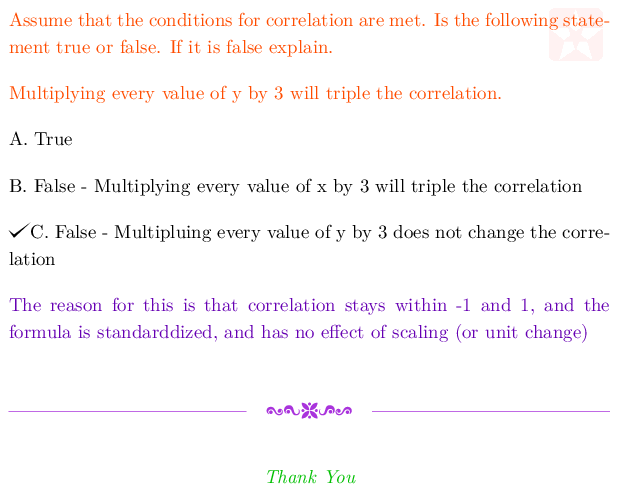 Assume that the conditions for correlation are met. Is the following state-
ment true or false. If it is false explain.
Multiplying every value of y by 3 will triple the correlation.
A. True
B. False - Multiplying every value of x by 3 will triple the correlation
✓C. False - Multipluing every value of y by 3 does not change the corre-
lation
The reason for this is that correlation stays within -1 and 1, and the
formula is standarddized, and has no effect of scaling (or unit change)
Thank You